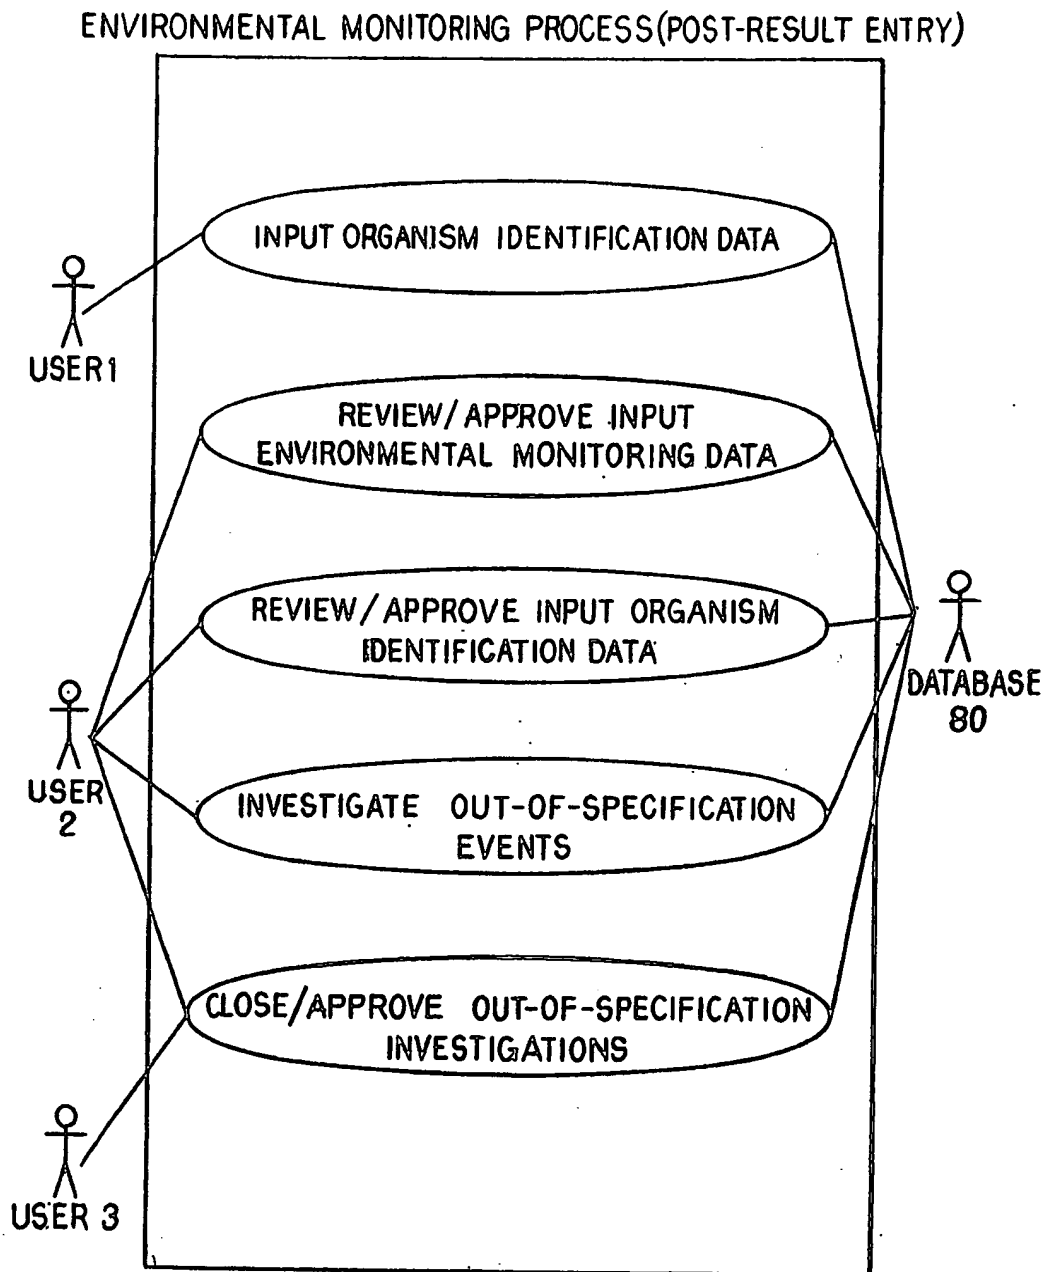 ENVIRONMENTAL MONITORING PROCESS(POST-RESULT ENTRY)
INPUT ORGANISM IDENTIFICATION DATA
USER1
REVIEW/APPROVE INPUT
ENVIRONMENTAL MONITORING DATA
REVIEW/APPROVE INPUT ORGANISM
IDENTIFICATION DATA
DATABASE
80
USER
2
INVESTIGATE OUT-OF-SPECIFICATION
EVENTS
CLOSE/APPROVE OUT-OF-SPECIFICATION
INVESTIGATIONS
USER 3